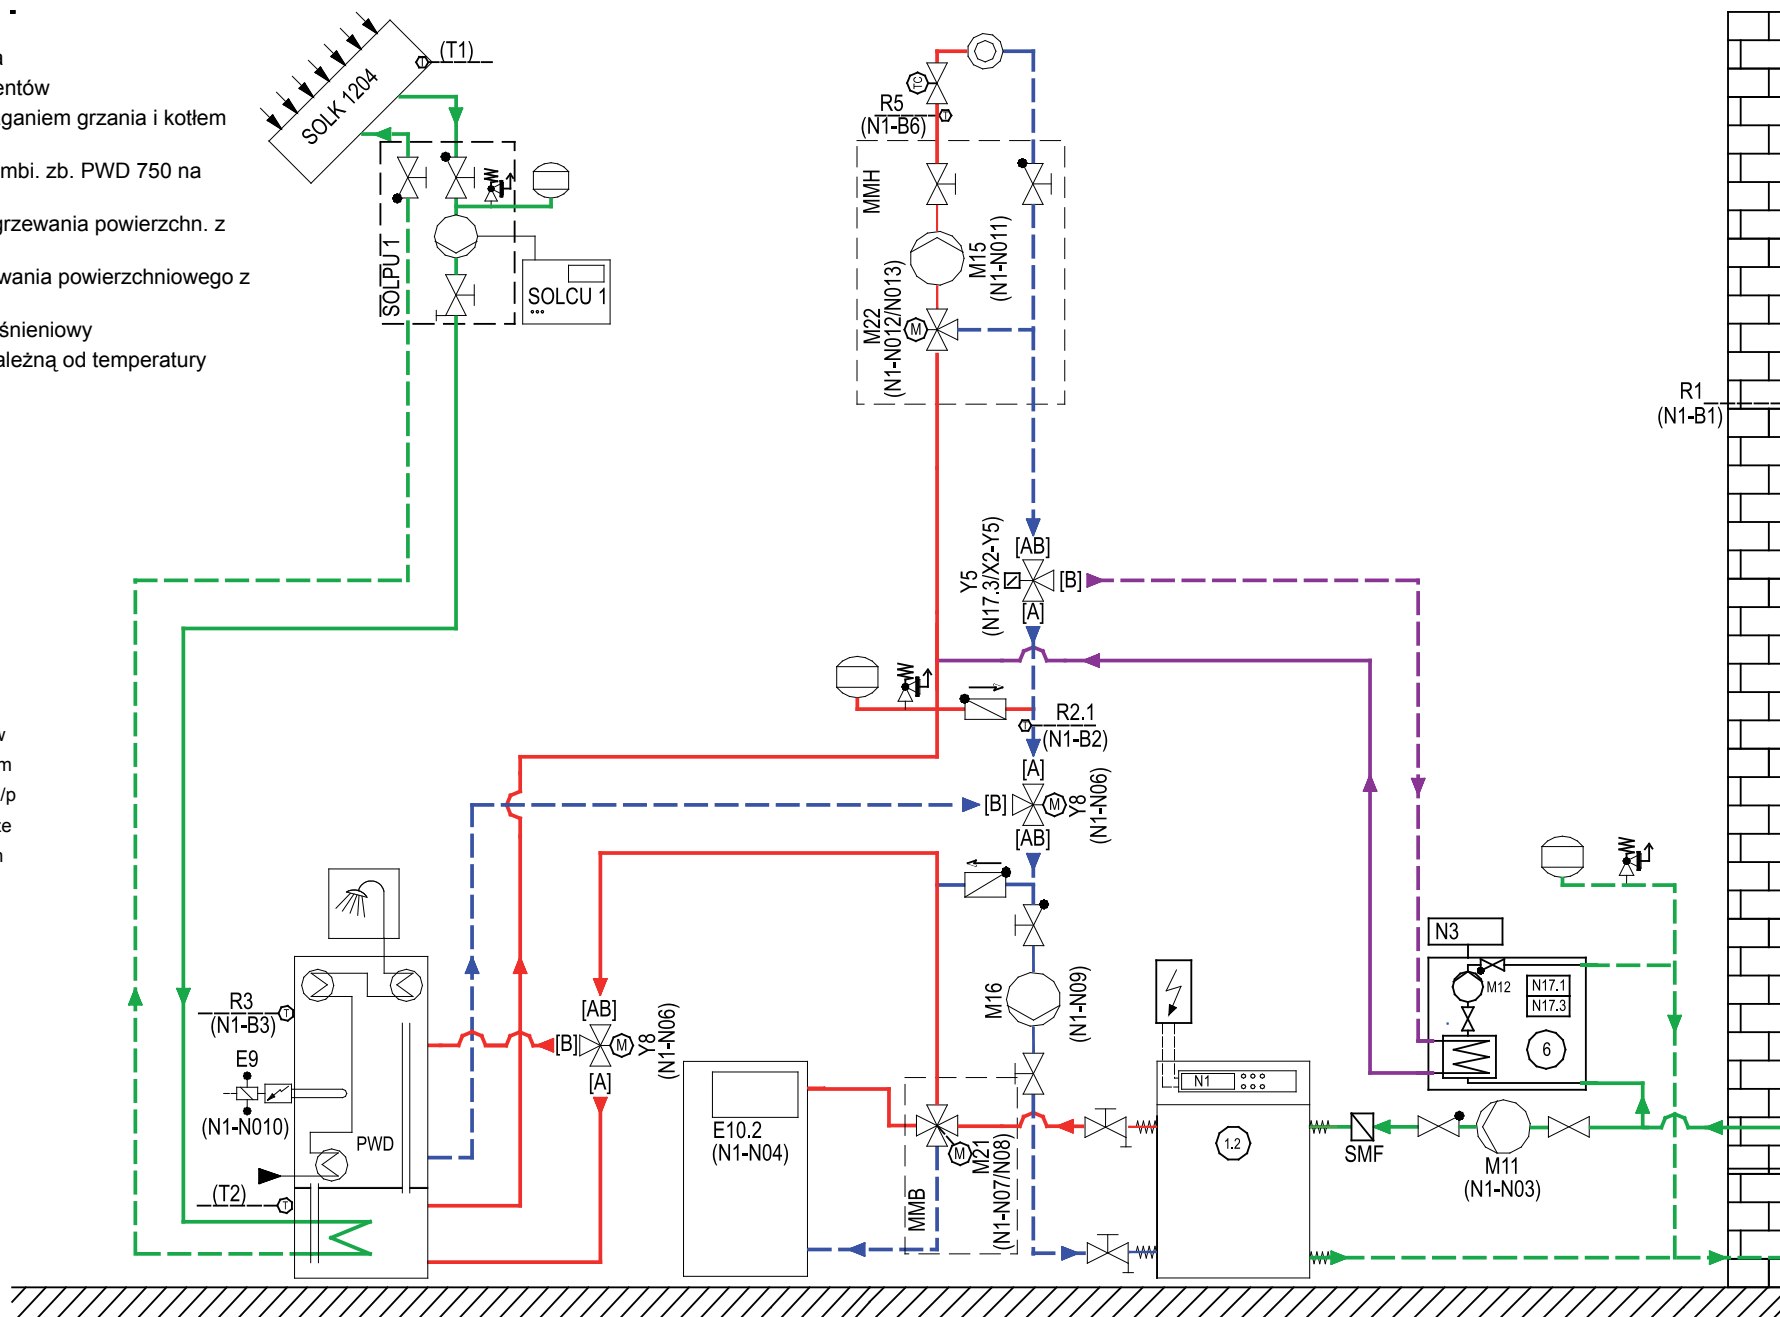 -
a
entów
aganiem grzania i kotłem
mbi. zb. PWD 750 na
grzewania powierzchn. z
wania powierzchniowego z
śnieniowy
ależną od temperatury
w
m
/p
te
n
(T1)
SOLK 1204
SOLPU 1
SOLCU 1
TC
R5
(N1-B6)
T
MMH
M15
(N1-N011)
M22
(N1-N012/N013)
M
R1
(N1-B1)
[AB]
Y5
(N17.3/X2-Y5)
[B]
[A]
R2.1
(N1-B2)
T
[A]
[B]
M
Y8
(N1-N06)
[AB]
N3
M12
N17.1
N17.3
6
R3
(N1-B3)
T
E9
(N1-N010)
PWD
(T2)
T
[AB]
[B]
M
Y8
(N1-N06)
[A]
M16
(N1-N09)
E10.2
(N1-N04)
M
M21
(N1-N07/N08)
MMB
N1
1.2
SMF
M11
(N1-N03)